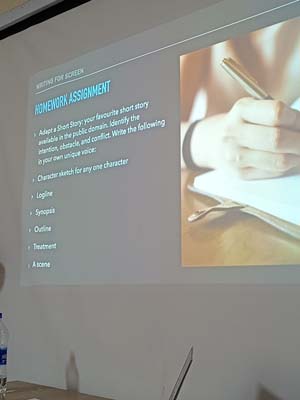 WRITING FOR SCREEN
HOMEWORK ASSIGNMENT
Adapt a Short Story: your favourite short story
available in the public domain. Identify the
intention, obstacle, and conflict. Write the following
in your own unique voice:
Character sketch for any one character
Logline
Synopsis
Outline
Treatment
A scene